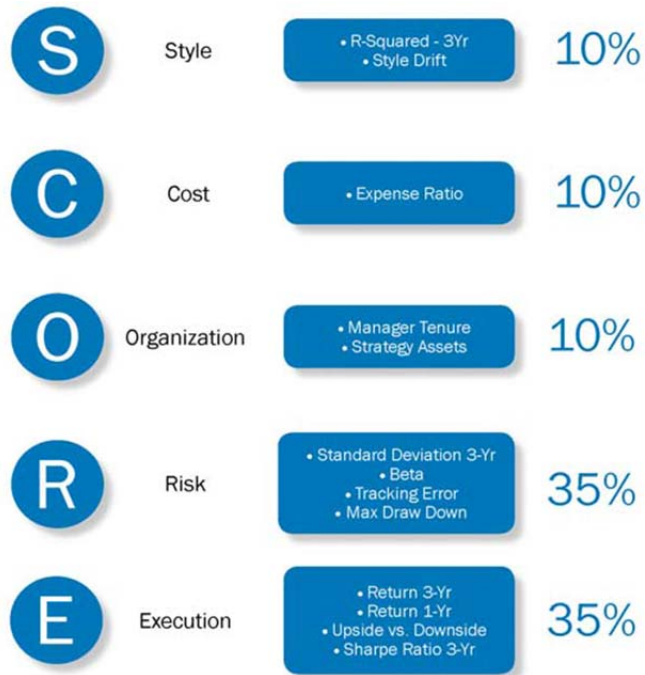 S
Style
• R-Squared - 3Yr
• Style Drift
10%
C
Cost
• Expense Ratio
10%
O
Organization
• Manager Tenure
• Strategy Assets
10%
R
Risk
• Standard Deviation 3-Yr
• Beta
• Tracking Error
• Max Draw Down
35%
E
Execution
• Return 3-Yr
• Return 1-Yr
• Upside vs. Downside
• Sharpe Ratio 3-Yr
35%